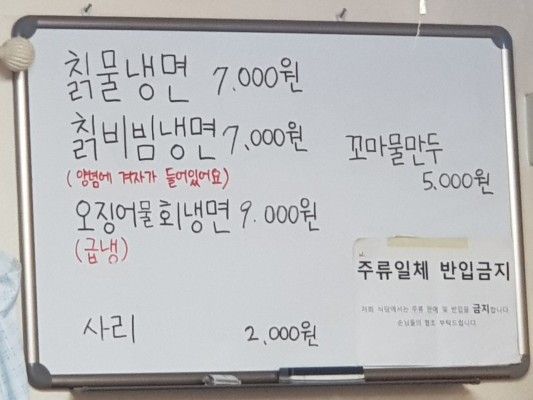 칡물냉면 7,000원
칡비빔냉면 7,000원
(양념에 겨자가 들어있어요)
오징어물회냉면 9.000원
(급냉)
사리 2,000원
꼬마물만두
5.000원
주류일체 반입금지
저희 식당에서는 주류 판매 및 반입을 금지합니다.
손님들의 협조 부탁드립니다.